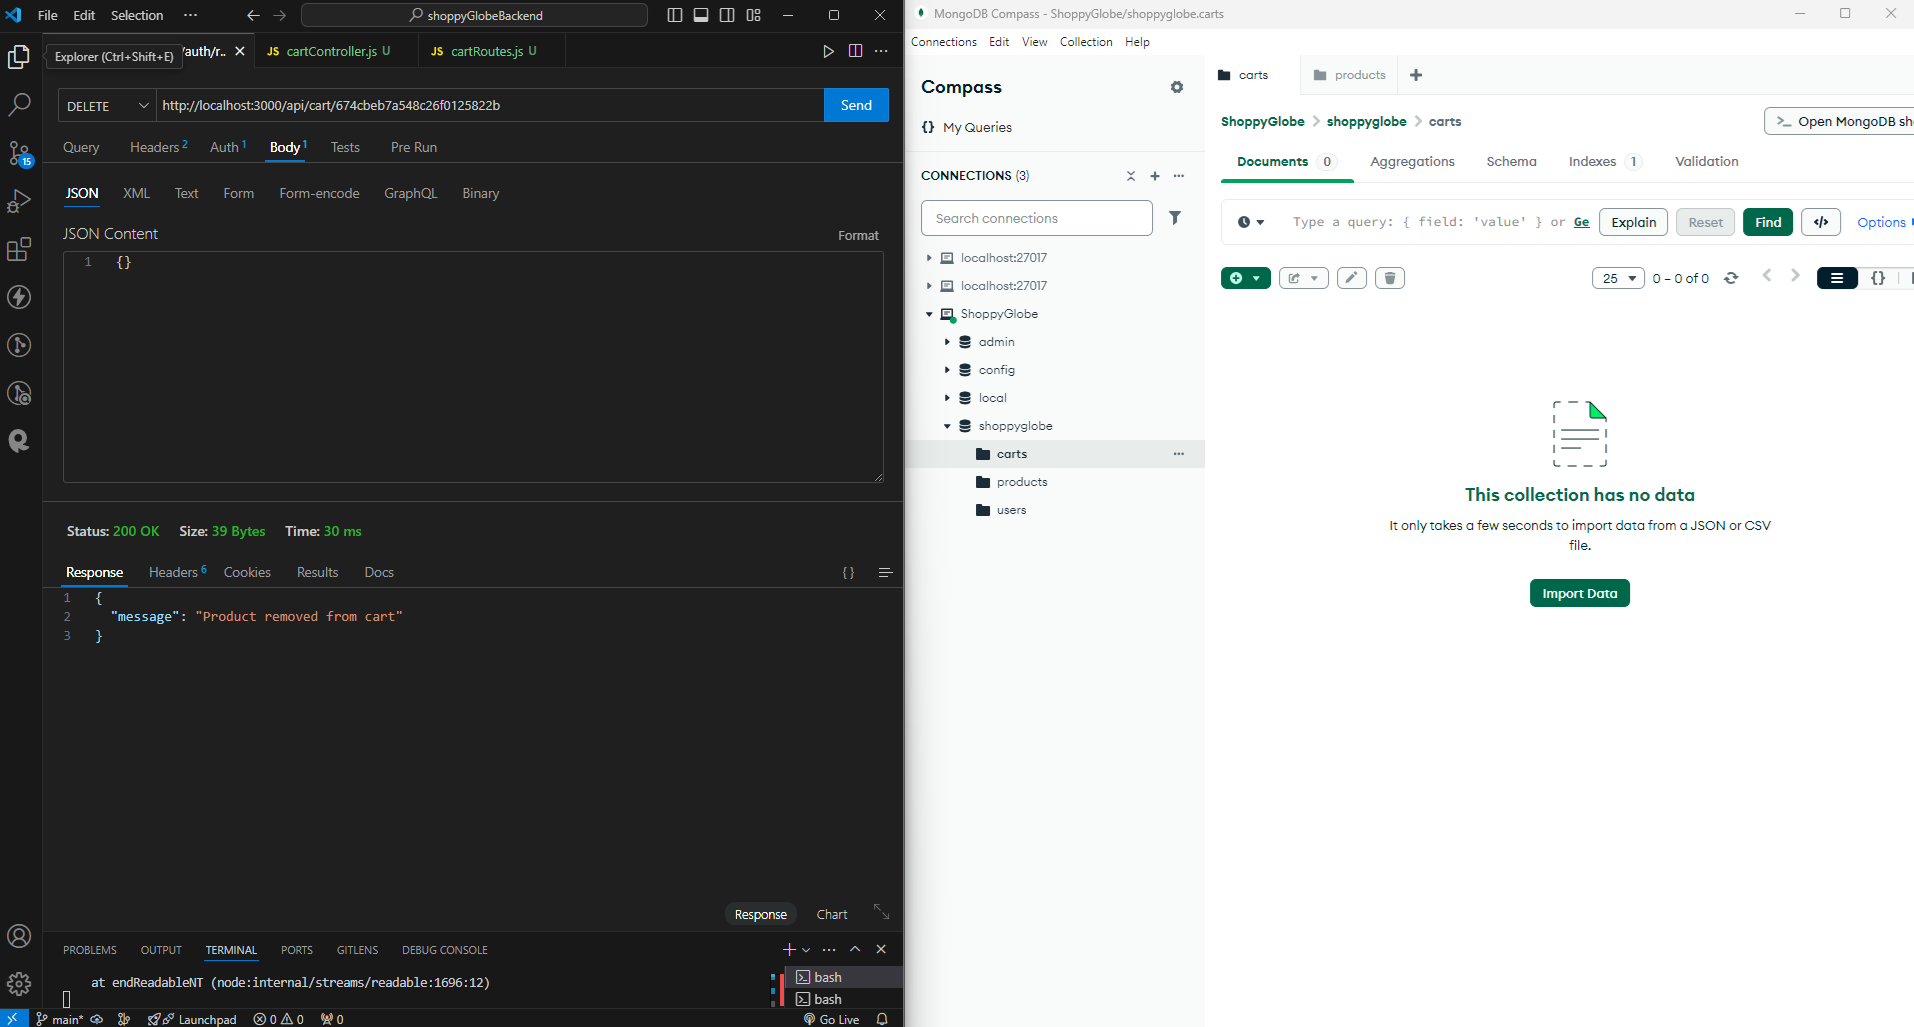 File Edit Selection ··· shoppyGlobeBackend
Explorer (Ctrl+Shift+E) /auth/r.. JS cartController.js U JS cartRoutes.js U
DELETE http://localhost:3000/api/cart/674cbeb7a548c26f0125822b Send
Query Headers 2 Auth 1 Body 1 Tests Pre Run
15
JSON XML Text Form Form-encode GraphQL Binary
JSON Content Format
1 {}
Status: 200 OK Size: 39 Bytes Time: 30 ms
Response Headers 6 Cookies Results Docs { }
1 {
2 "message": "Product removed from cart"
3 }
Response Chart
PROBLEMS OUTPUT TERMINAL PORTS GITLENS DEBUG CONSOLE
at endReadableNT (node:internal/streams/readable:1696:12)
bash
bash
main* Launchpad 0 0 0 Go Live
MongoDB Compass - ShoppyGlobe/shoppyglobe.carts
Connections Edit View Collection Help
Compass
{} My Queries
CONNECTIONS (3)
Search connections
localhost:27017
localhost:27017
ShoppyGlobe
admin
config
local
shoppyglobe
carts
products
users
carts products
ShoppyGlobe > shoppyglobe > carts
>_ Open MongoDB sh
Documents 0 Aggregations Schema Indexes 1 Validation
Type a query: { field: 'value' } or Ge Explain Reset Find </> Options
25 0 – 0 of 0 {}
This collection has no data
It only takes a few seconds to import data from a JSON or CSV
file.
Import Data